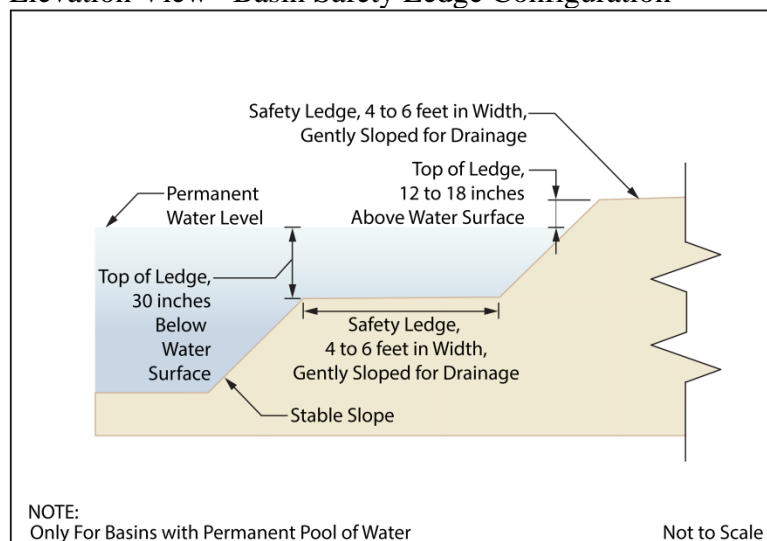 Elevation View - Basin Safety Ledge Configuration
Safety Ledge, 4 to 6 feet in Width,
Gently Sloped for Drainage
Top of Ledge,
12 to 18 inches
Above Water Surface
Permanent
Water Level
Top of Ledge,
30 inches
Below
Water
Surface
Safety Ledge,
4 to 6 feet in Width,
Gently Sloped for Drainage
Stable Slope
NOTE:
Only For Basins with Permanent Pool of Water
Not to Scale